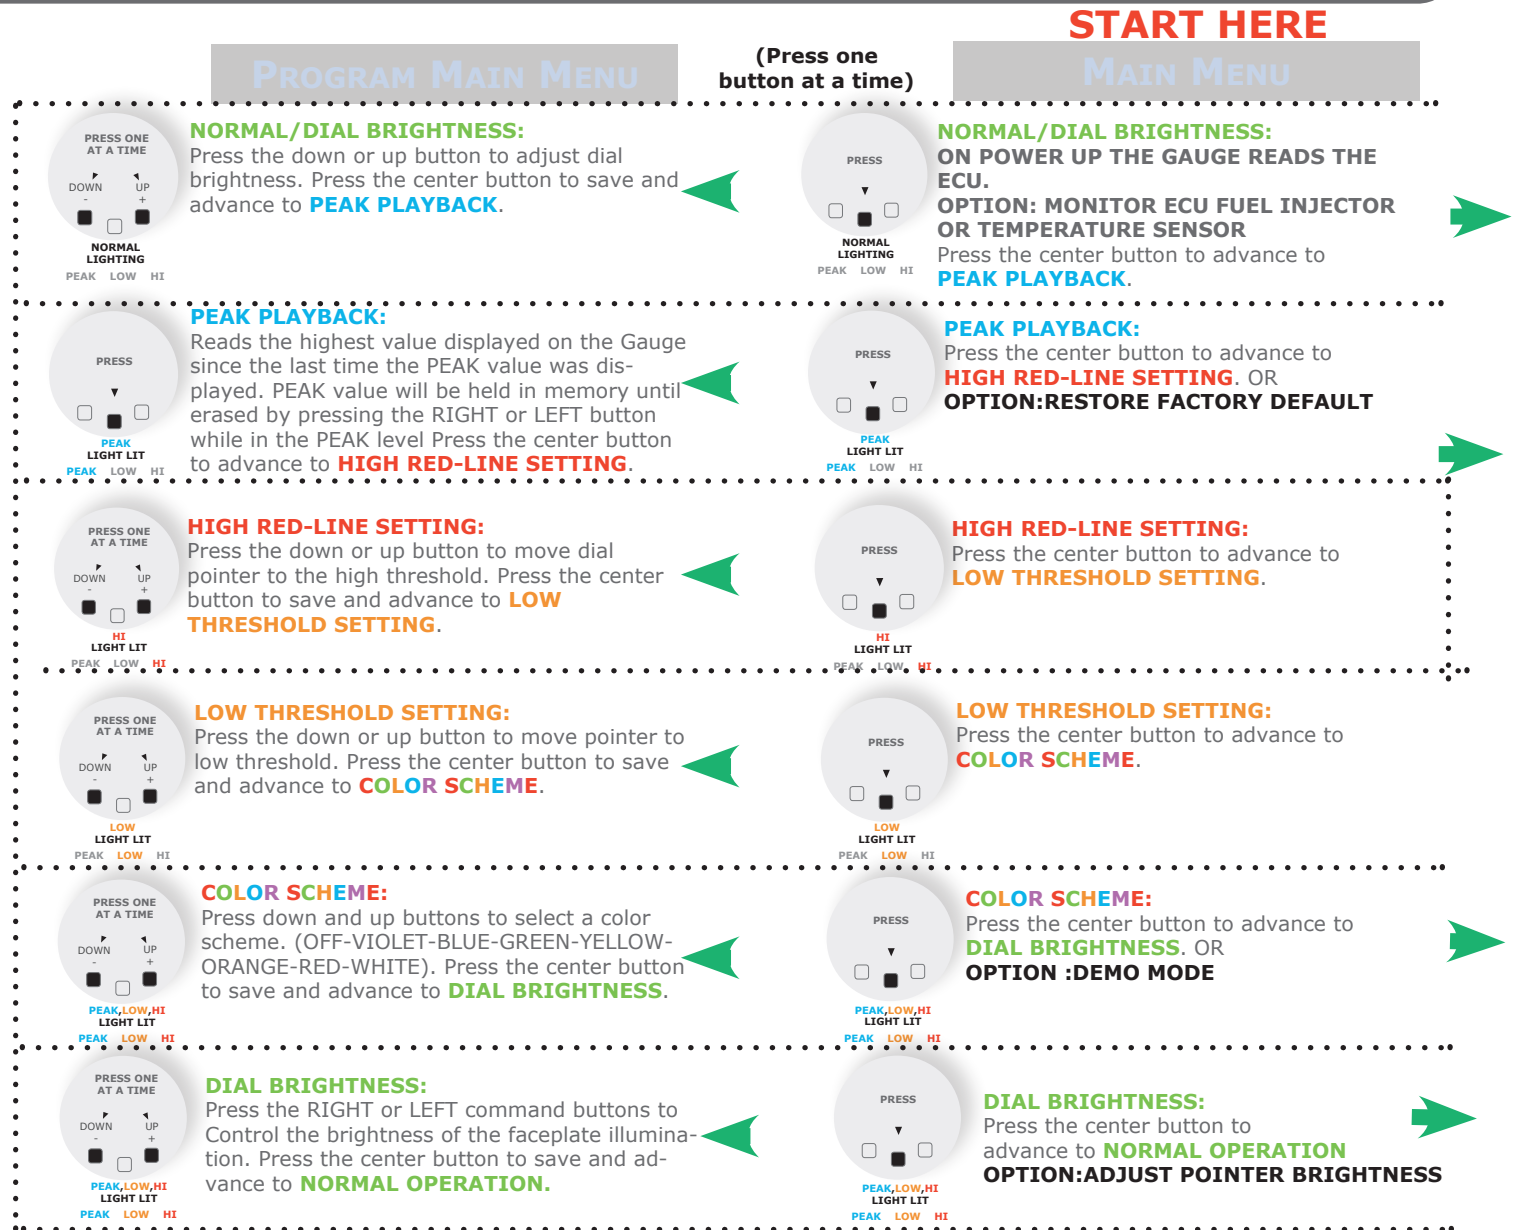 START HERE
PROGRAM MAIN MENU
(Press one
button at a time)
MAIN MENU
PRESS ONE
AT A TIME
DOWN UP
- +
NORMAL
LIGHTING
PEAK LOW HI
NORMAL/DIAL BRIGHTNESS:
Press the down or up button to adjust dial
brightness. Press the center button to save and
advance to PEAK PLAYBACK.
PRESS
NORMAL
LIGHTING
PEAK LOW HI
NORMAL/DIAL BRIGHTNESS:
ON POWER UP THE GAUGE READS THE
ECU.
OPTION: MONITOR ECU FUEL INJECTOR
OR TEMPERATURE SENSOR
Press the center button to advance to
PEAK PLAYBACK.
PRESS
PEAK
LIGHT LIT
PEAK LOW HI
PEAK PLAYBACK:
Reads the highest value displayed on the Gauge
since the last time the PEAK value was dis-
played. PEAK value will be held in memory until
erased by pressing the RIGHT or LEFT button
while in the PEAK level Press the center button
to advance to HIGH RED-LINE SETTING.
PRESS
PEAK
LIGHT LIT
PEAK LOW HI
PEAK PLAYBACK:
Press the center button to advance to
HIGH RED-LINE SETTING. OR
OPTION:RESTORE FACTORY DEFAULT
PRESS ONE
AT A TIME
DOWN UP
- +
HI
LIGHT LIT
PEAK LOW HI
HIGH RED-LINE SETTING:
Press the down or up button to move dial
pointer to the high threshold. Press the center
button to save and advance to LOW
THRESHOLD SETTING.
PRESS
HI
LIGHT LIT
PEAK LOW HI
HIGH RED-LINE SETTING:
Press the center button to advance to
LOW THRESHOLD SETTING.
PRESS ONE
AT A TIME
DOWN UP
- +
LOW
LIGHT LIT
PEAK LOW HI
LOW THRESHOLD SETTING:
Press the down or up button to move pointer to
low threshold. Press the center button to save
and advance to COLOR SCHEME.
PRESS
LOW
LIGHT LIT
PEAK LOW HI
LOW THRESHOLD SETTING:
Press the center button to advance to
COLOR SCHEME.
PRESS ONE
AT A TIME
DOWN UP
- +
PEAK,LOW,HI
LIGHT LIT
PEAK LOW HI
COLOR SCHEME:
Press down and up buttons to select a color
scheme. (OFF-VIOLET-BLUE-GREEN-YELLOW-
ORANGE-RED-WHITE). Press the center button
to save and advance to DIAL BRIGHTNESS.
PRESS
PEAK,LOW,HI
LIGHT LIT
PEAK LOW HI
COLOR SCHEME:
Press the center button to advance to
DIAL BRIGHTNESS. OR
OPTION :DEMO MODE
PRESS ONE
AT A TIME
DOWN UP
- +
PEAK,LOW,HI
LIGHT LIT
PEAK LOW HI
DIAL BRIGHTNESS:
Press the RIGHT or LEFT command buttons to
Control the brightness of the faceplate illumina-
tion. Press the center button to save and ad-
vance to NORMAL OPERATION.
PRESS
PEAK,LOW,HI
LIGHT LIT
PEAK LOW HI
DIAL BRIGHTNESS:
Press the center button to
advance to NORMAL OPERATION
OPTION:ADJUST POINTER BRIGHTNESS